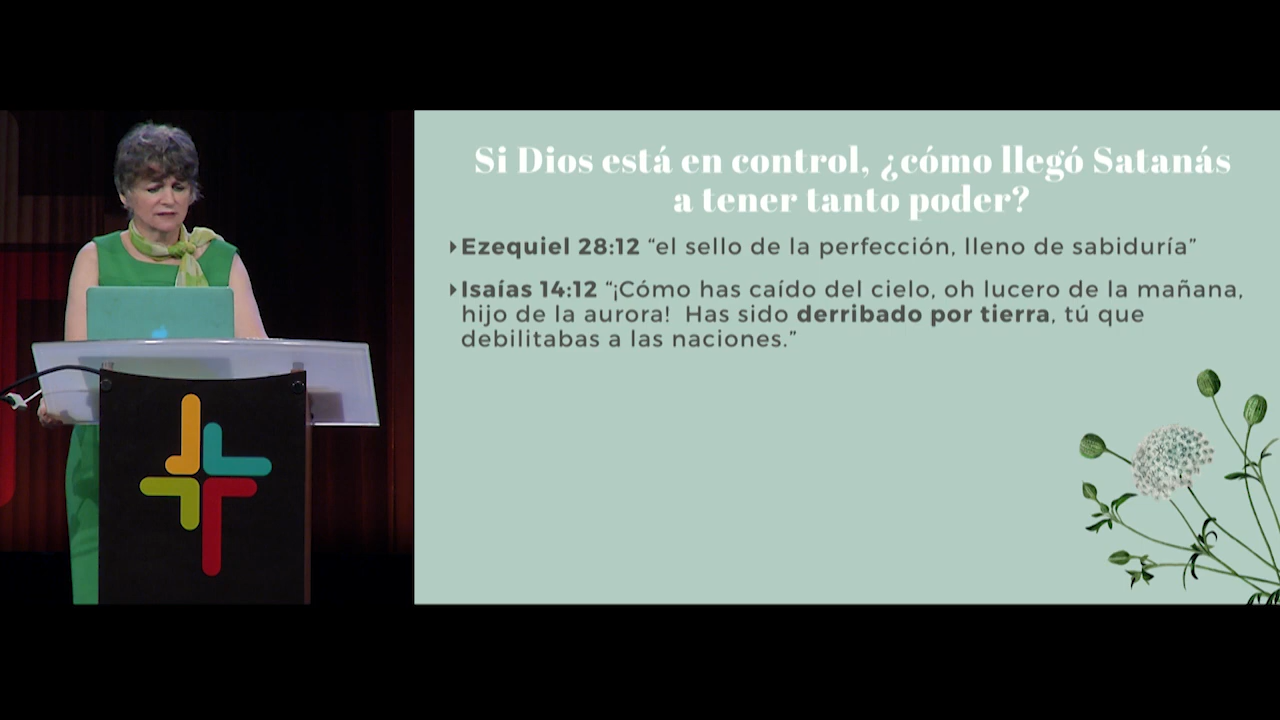 Si Dios está en control, ¿cómo llegó Satanás
a tener tanto poder?
Ezequiel 28:12 “el sello de la perfección, lleno de sabiduría”
Isaías 14:12 “¡Cómo has caído del cielo, oh lucero de la mañana,
hijo de la aurora! Has sido derribado por tierra, tú que
debilitabas a las naciones.”